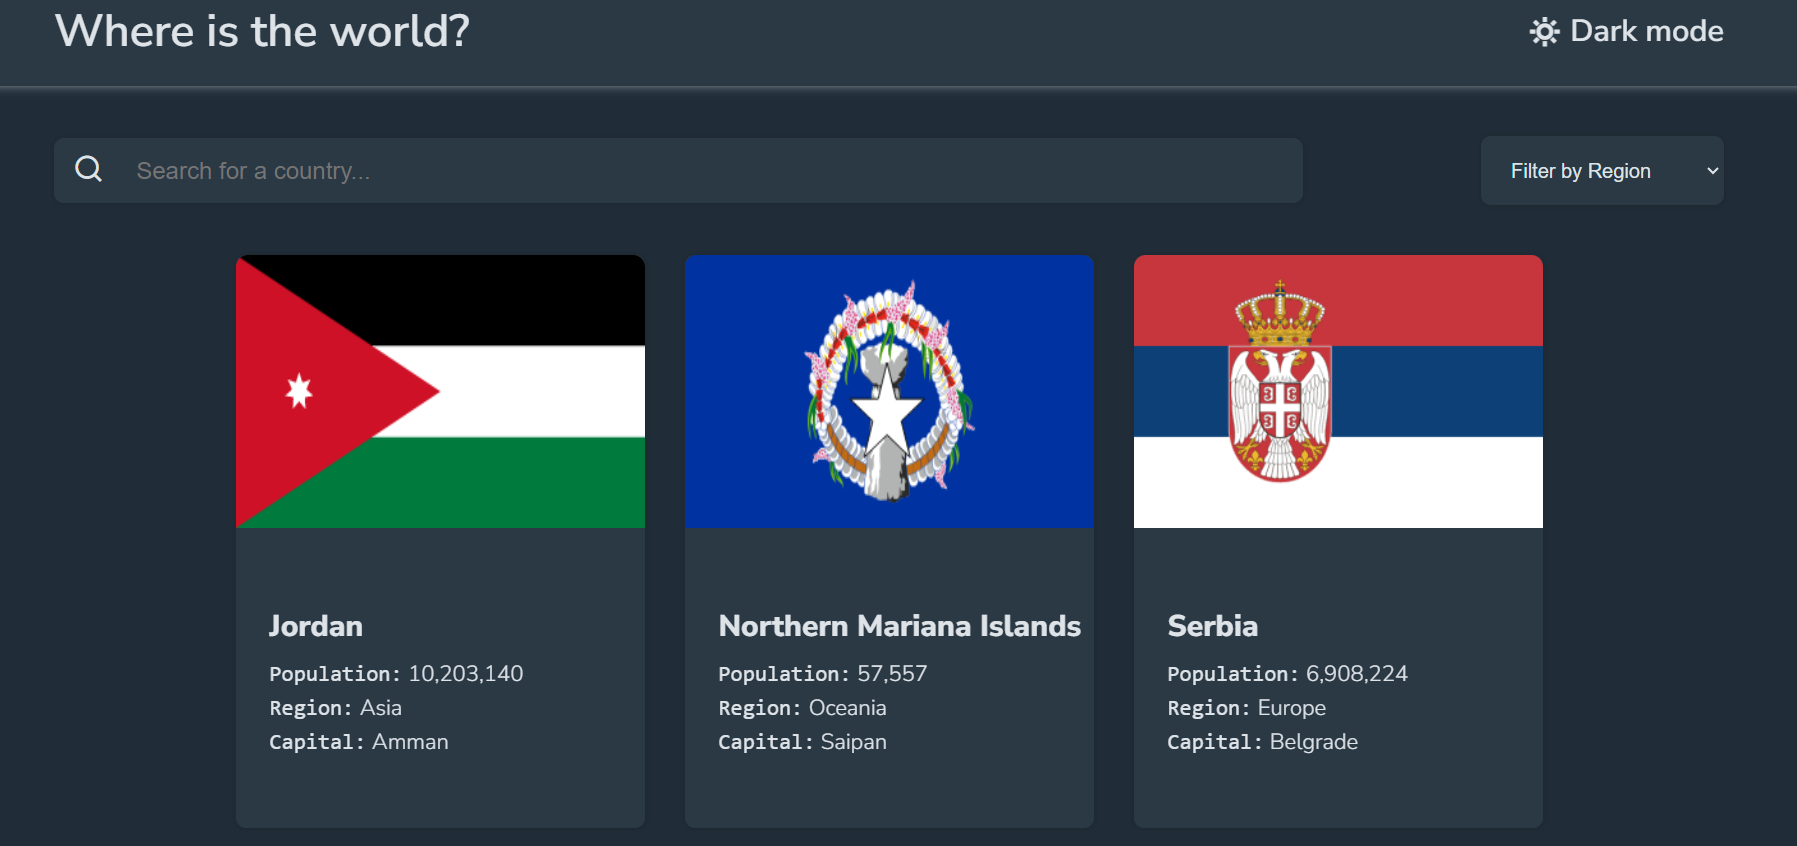 Where is the world?
Dark mode
Search for a country...
Filter by Region
Jordan
Population: 10,203,140
Region: Asia
Capital: Amman
Northern Mariana Islands
Population: 57,557
Region: Oceania
Capital: Saipan
Serbia
Population: 6,908,224
Region: Europe
Capital: Belgrade